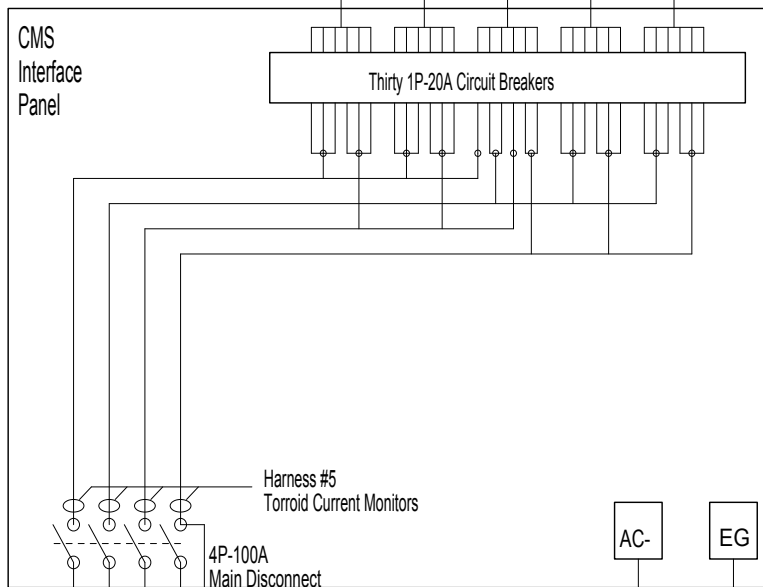 CMS
Interface
Panel
Thirty 1P-20A Circuit Breakers
Harness #5
Torroid Current Monitors
4P-100A
Main Disconnect
AC-
EG